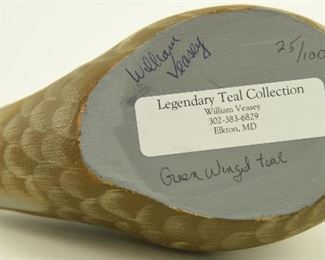 William
Veasey
25/100
Legendary Teal Collection
William Veasey
302-383-6829
Elkton, MD
Green Winged teal